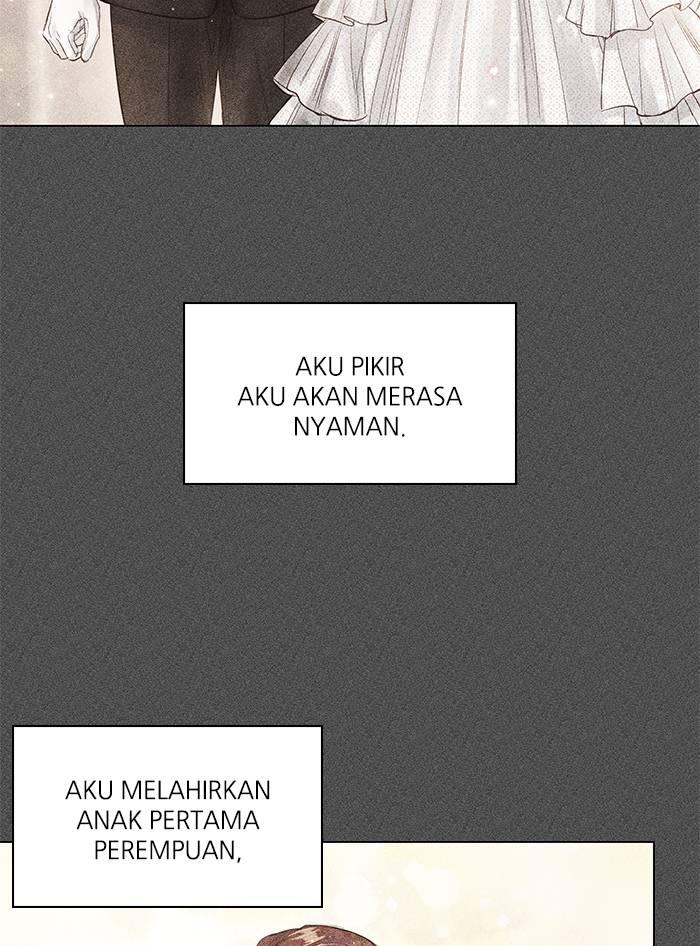 AKU PIKIR
AKU AKAN MERASA
NYAMAN.
AKU MELAHIRKAN
ANAK PERTAMA
PEREMPUAN,